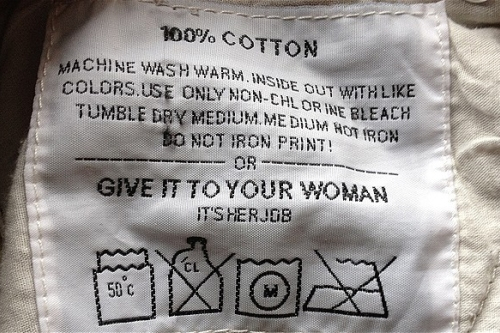 100% COTTON
MACHINE WASH WARM. INSIDE OUT WITH LIKE
COLORS. USE ONLY NON-CHLORINE BLEACH
TUMBLE DRY MEDIUM. MEDIUM HOT IRON
DO NOT IRON PRINT!
OR
GIVE IT TO YOUR WOMAN
IT'S HER JOB
50°C CL M